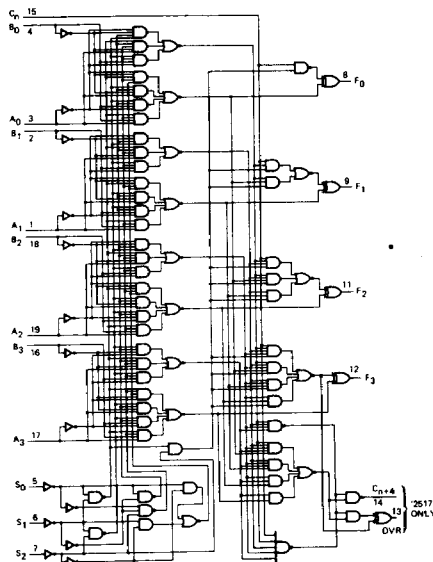 Cn 15
B0 4
A0 3
B1 2
A1 1
B2 18
A2 19
B3 16
A3 17
S0 5
S1 6
S2 7
8 F0
9 F1
11 F2
12 F3
Cn+4
14
13
OVR
'2517
ONLY